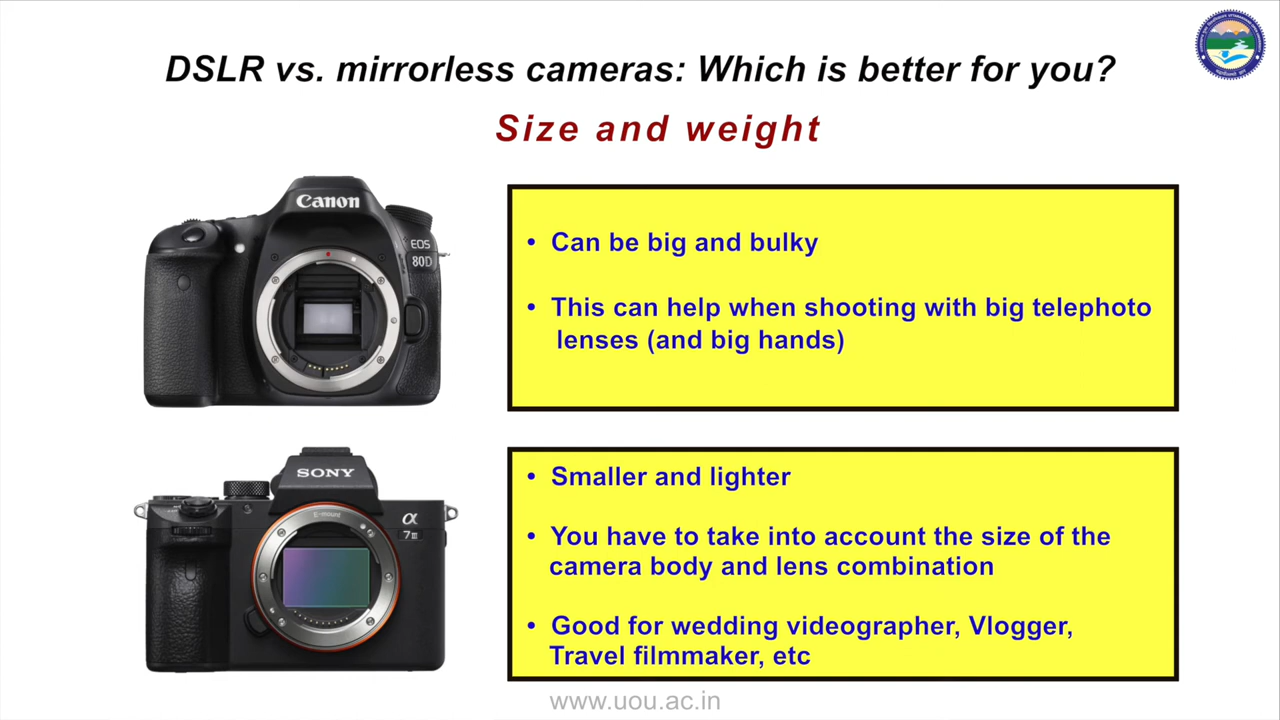 DSLR vs. mirrorless cameras: Which is better for you?
Size and weight
Canon
EOS
80D
• Can be big and bulky
• This can help when shooting with big telephoto
lenses (and big hands)
SONY
E-mount
α
7III
• Smaller and lighter
• You have to take into account the size of the
camera body and lens combination
• Good for wedding videographer, Vlogger,
Travel filmmaker, etc
www.uou.ac.in